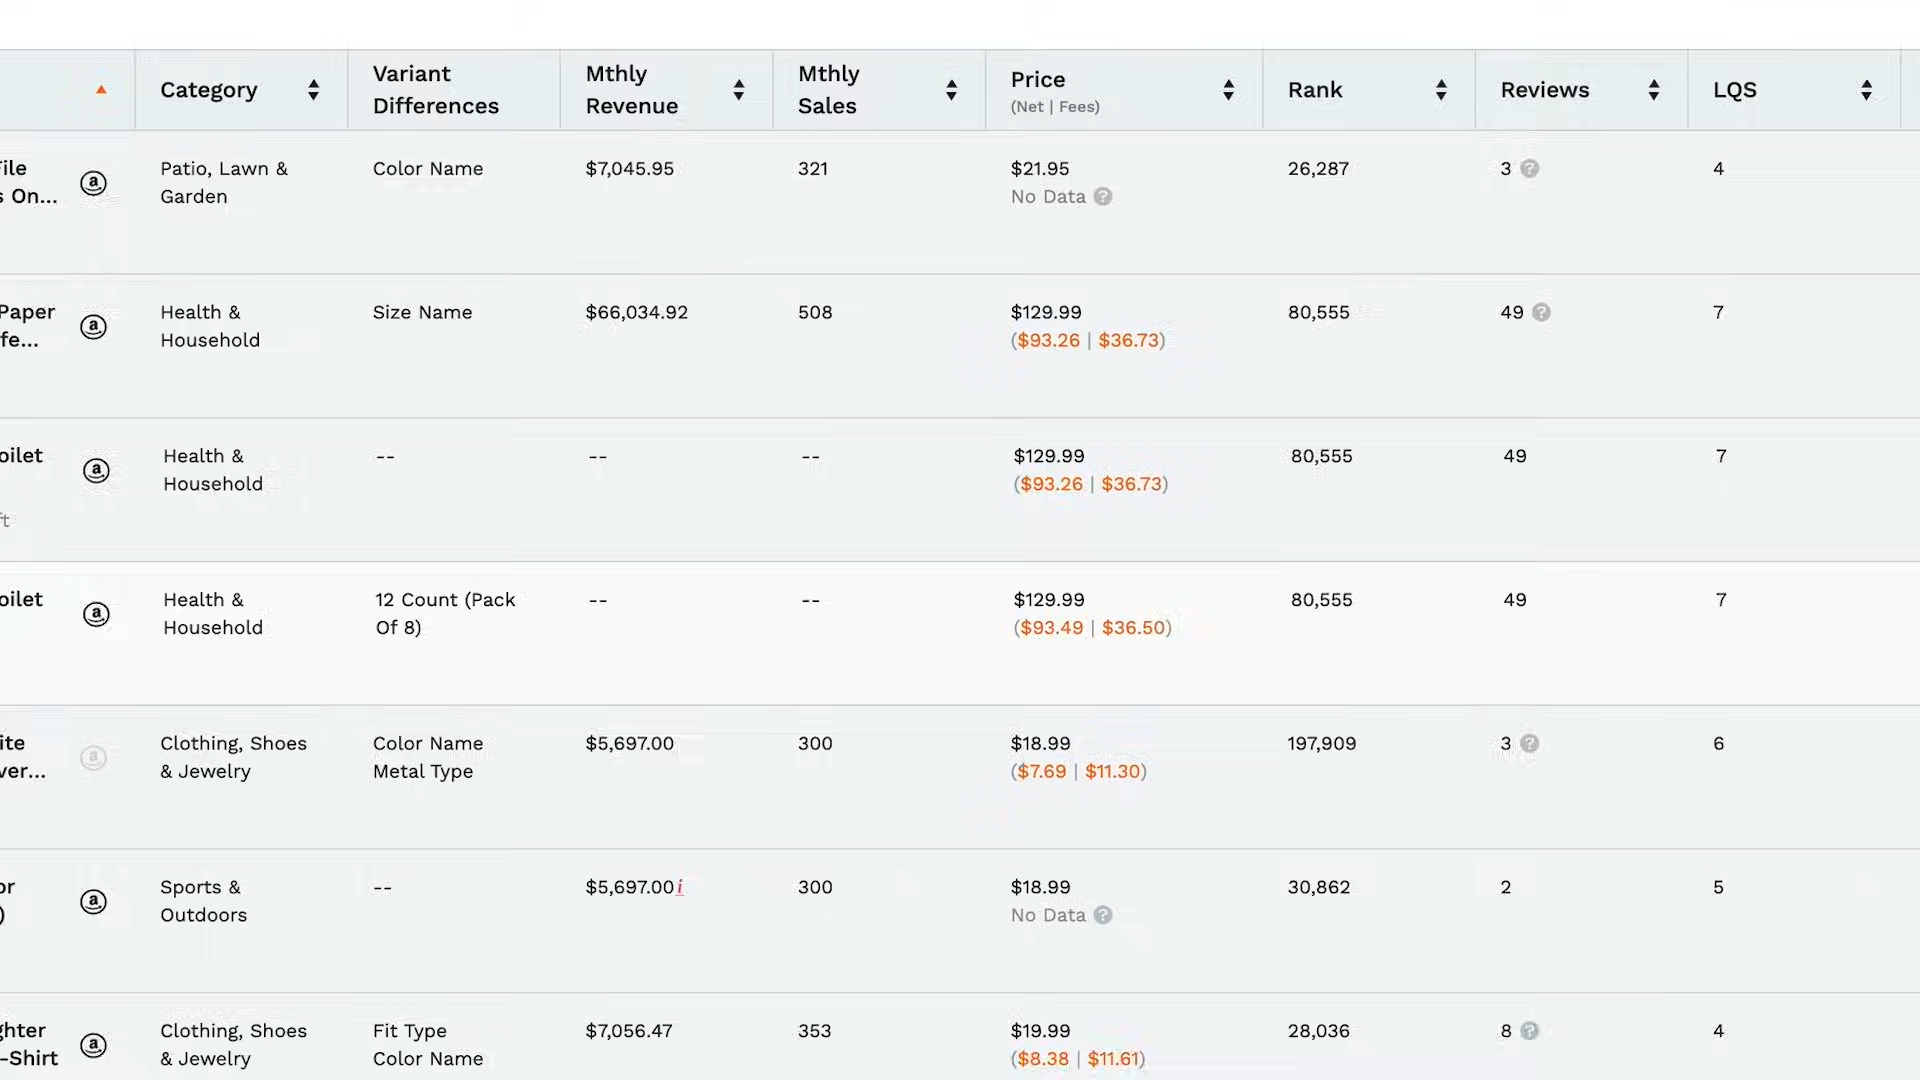 Category
Variant
Differences
Mthly
Revenue
Mthly
Sales
Price
(Net | Fees)
Rank
Reviews
LQS
s On...
Patio, Lawn &
Garden
Color Name
$7,045.95
321
$21.95
No Data
26,287
3
4
Paper
fe...
Health &
Household
Size Name
$66,034.92
508
$129.99
($93.26 | $36.73)
80,555
49
7
oilet
ft
Health &
Household
--
--
--
$129.99
($93.26 | $36.73)
80,555
49
7
oilet
Health &
Household
12 Count (Pack
Of 8)
--
--
$129.99
($93.49 | $36.50)
80,555
49
7
ite
ver...
Clothing, Shoes
& Jewelry
Color Name
Metal Type
$5,697.00
300
$18.99
($7.69 | $11.30)
197,909
3
6
or
)
Sports &
Outdoors
--
$5,697.00 i
300
$18.99
No Data
30,862
2
5
ghter
-Shirt
Clothing, Shoes
& Jewelry
Fit Type
Color Name
$7,056.47
353
$19.99
($8.38 | $11.61)
28,036
8
4